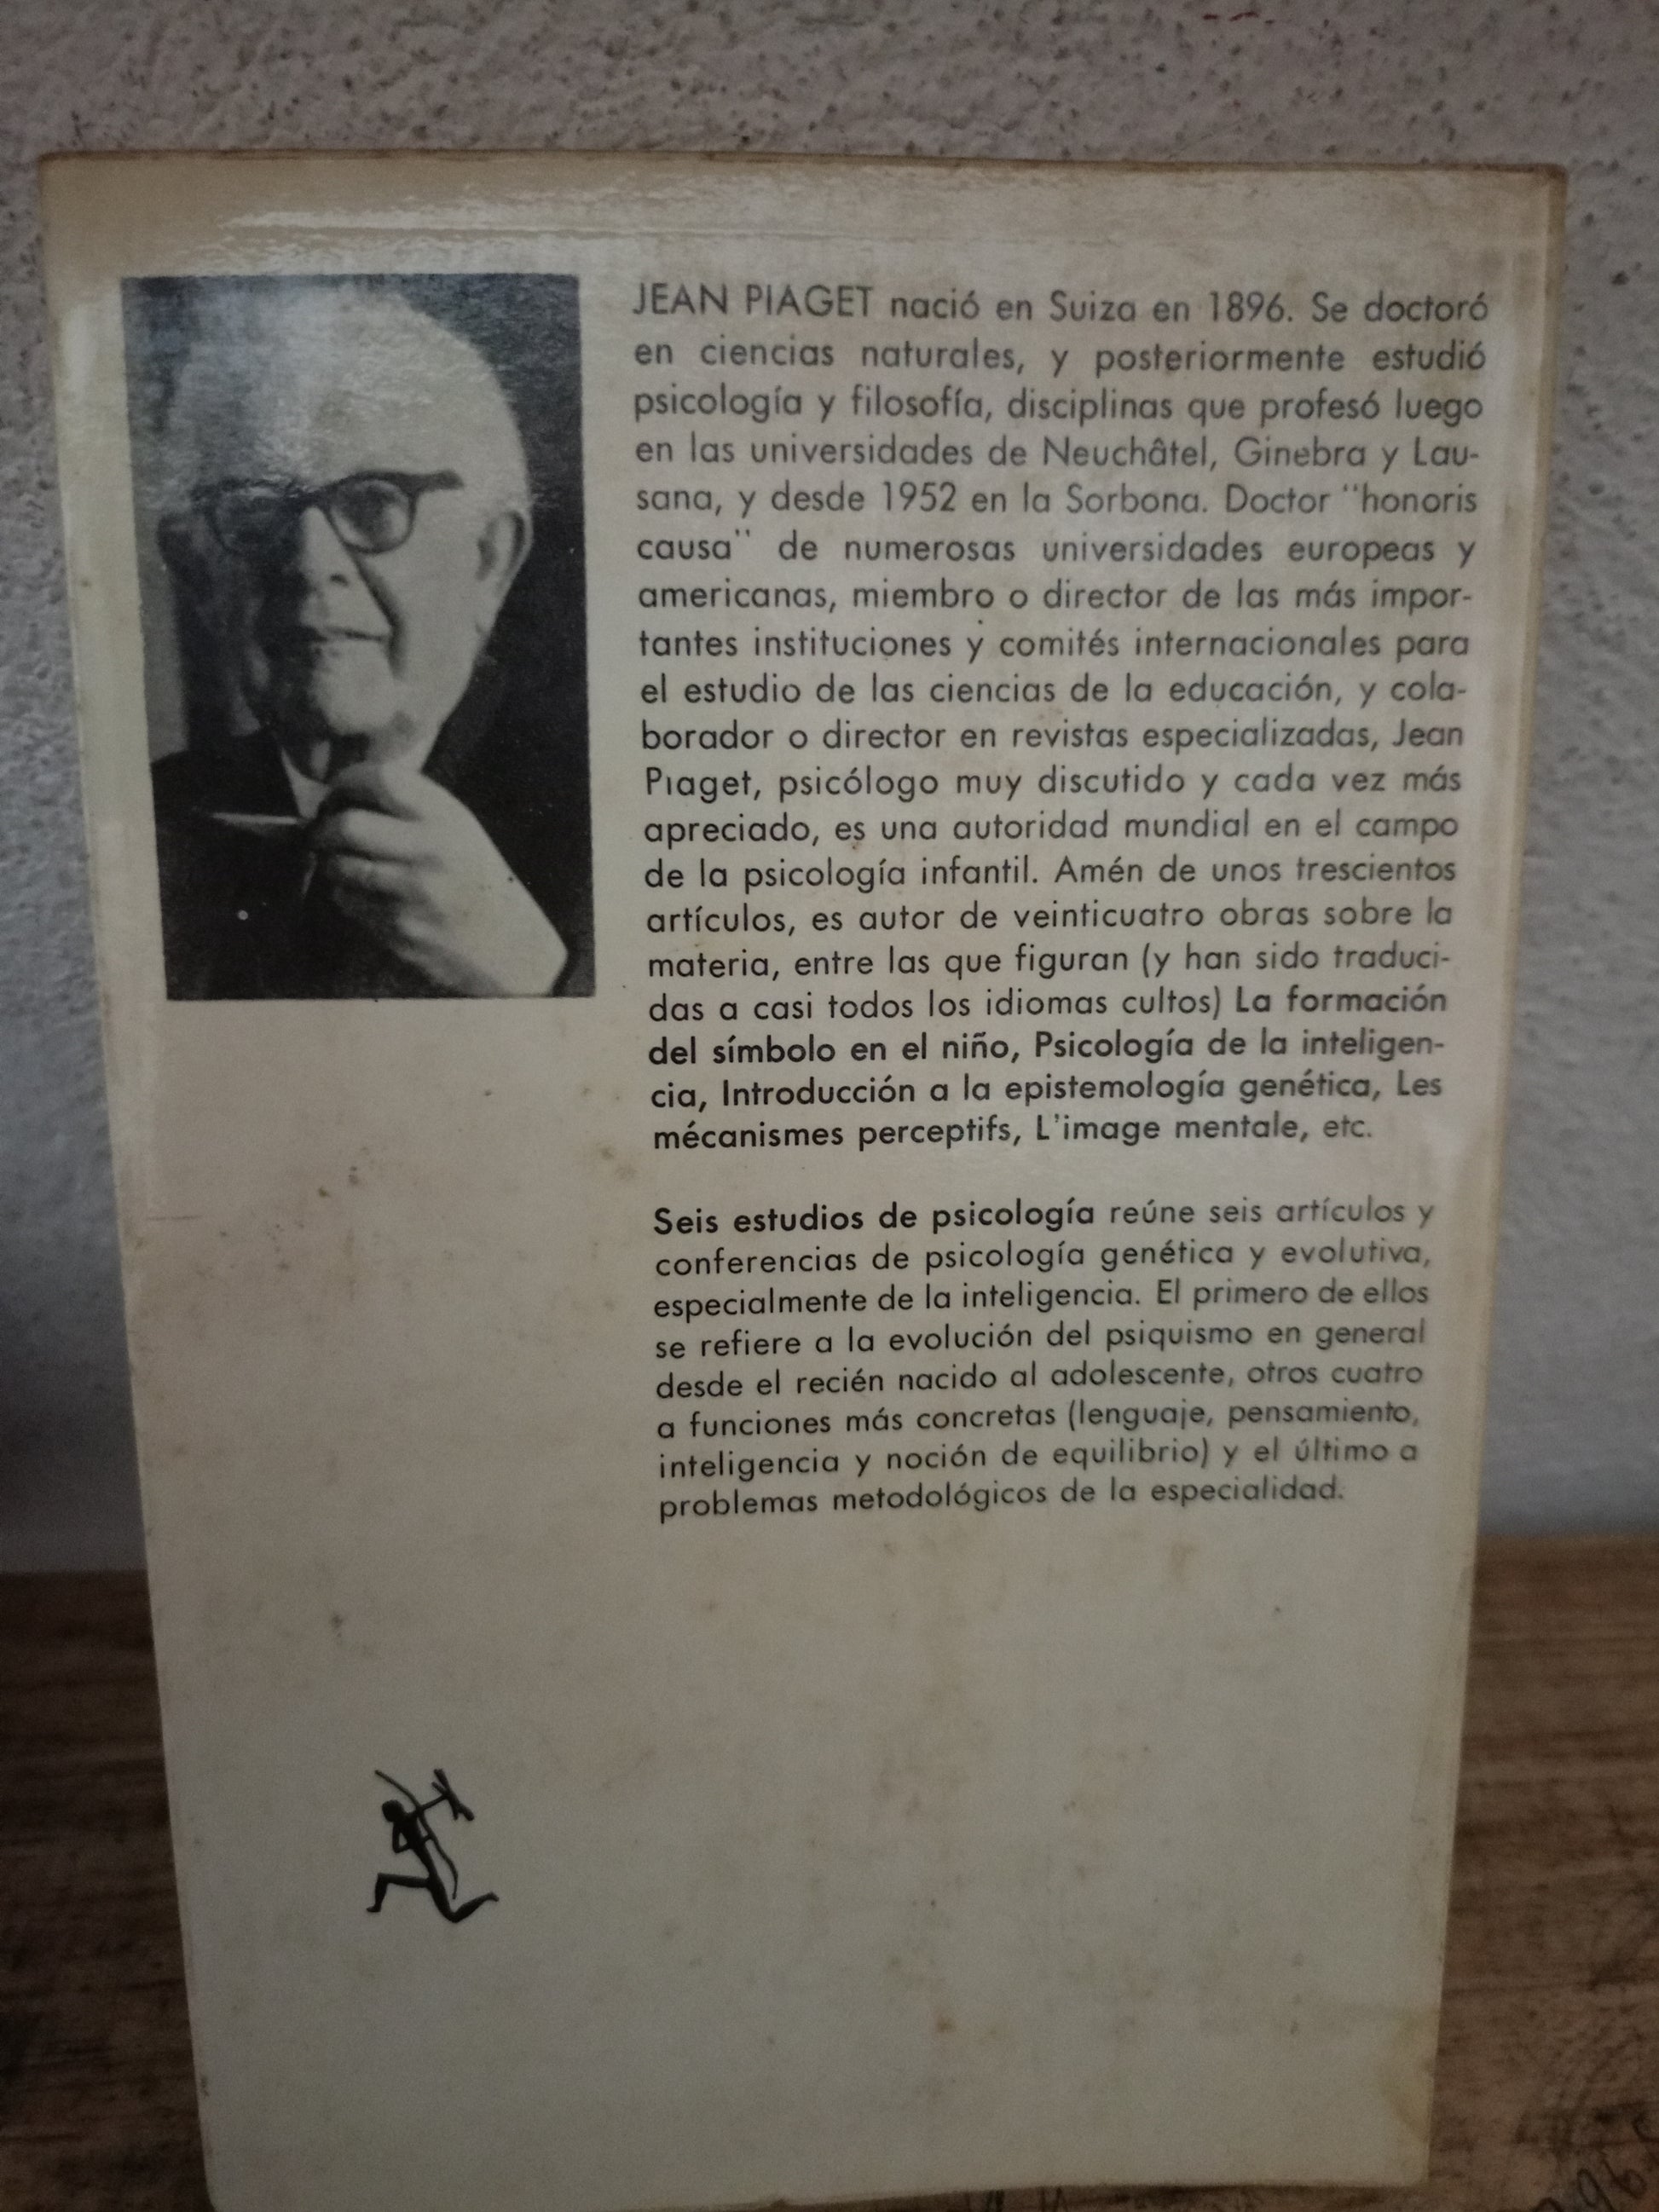 JEAN PIAGET nació en Suiza en 1896. Se doctoró
en ciencias naturales, y posteriormente estudió
psicología y filosofía, disciplinas que profesó luego
en las universidades de Neuchâtel, Ginebra y Lau-
sana, y desde 1952 en la Sorbona. Doctor "honoris
causa" de numerosas universidades europeas y
americanas, miembro o director de las más impor-
tantes instituciones y comités internacionales para
el estudio de las ciencias de la educación, y cola-
borador o director en revistas especializadas, Jean
Piaget, psicólogo muy discutido y cada vez más
apreciado, es una autoridad mundial en el campo
de la psicología infantil. Amén de unos trescientos
artículos, es autor de veinticuatro obras sobre la
materia, entre las que figuran (y han sido traduci-
das a casi todos los idiomas cultos) La formación
del símbolo en el niño, Psicología de la inteligen-
cia, Introducción a la epistemología genética, Les
mécanismes perceptifs, L'image mentale, etc.
Seis estudios de psicología reúne seis artículos y
conferencias de psicología genética y evolutiva,
especialmente de la inteligencia. El primero de ellos
se refiere a la evolución del psiquismo en general
desde el recién nacido al adolescente, otros cuatro
a funciones más concretas (lenguaje, pensamiento,
inteligencia y noción de equilibrio) y el último a
problemas metodológicos de la especialidad.